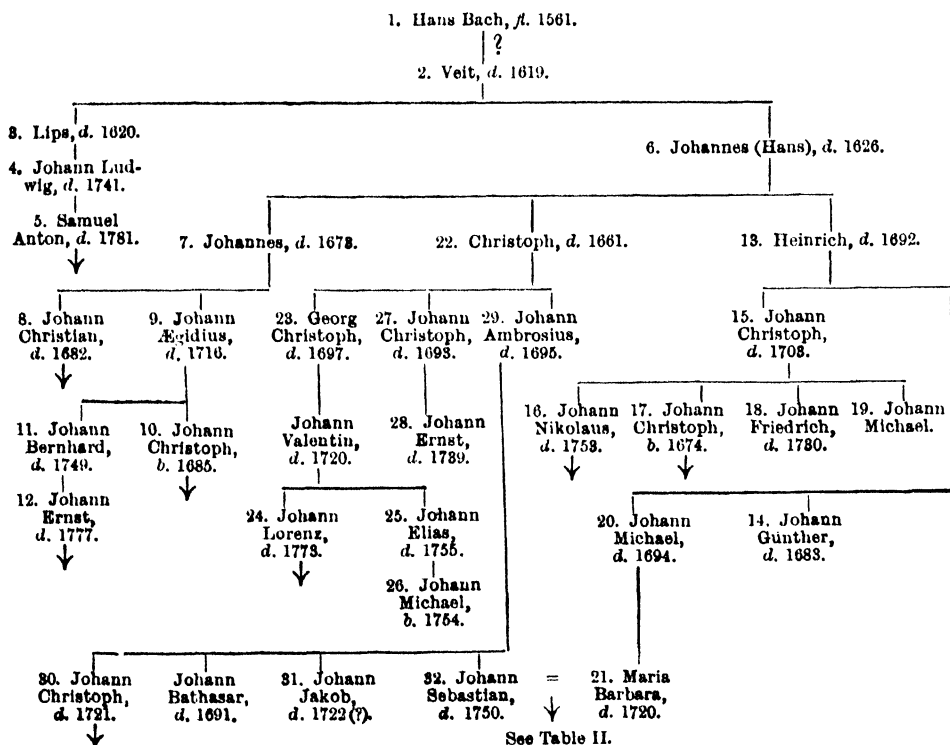 1. Hans Bach, fl. 1561.
?
2. Veit, d. 1619.
3. Lips, d. 1620.
6. Johannes (Hans), d. 1626.
4. Johann Lud-
wig, d. 1741.
5. Samuel
Anton, d. 1781.
7. Johannes, d. 1673.
22. Christoph, d. 1661.
13. Heinrich, d. 1692.
8. Johann
Christian,
d. 1682.
9. Johann
Ægidius,
d. 1716.
23. Georg
Christoph,
d. 1697.
27. Johann
Christoph,
d. 1693.
29. Johann
Ambrosius,
d. 1695.
15. Johann
Christoph,
d. 1703.
11. Johann
Bernhard,
d. 1749.
10. Johann
Christoph,
b. 1685.
Johann
Valentin,
d. 1720.
28. Johann
Ernst,
d. 1739.
16. Johann
Nikolaus,
d. 1753.
17. Johann
Christoph,
b. 1674.
18. Johann
Friedrich,
d. 1730.
19. Johann
Michael.
12. Johann
Ernst,
d. 1777.
24. Johann
Lorenz,
d. 1773.
25. Johann
Elias,
d. 1755.
20. Johann
Michael,
d. 1694.
14. Johann
Günther,
d. 1683.
26. Johann
Michael,
b. 1754.
30. Johann
Christoph,
d. 1721.
Johann
Bathasar,
d. 1691.
31. Johann
Jakob,
d. 1722(?).
32. Johann
Sebastian,
d. 1750.
=
21. Maria
Barbara,
d. 1720.
See Table II.